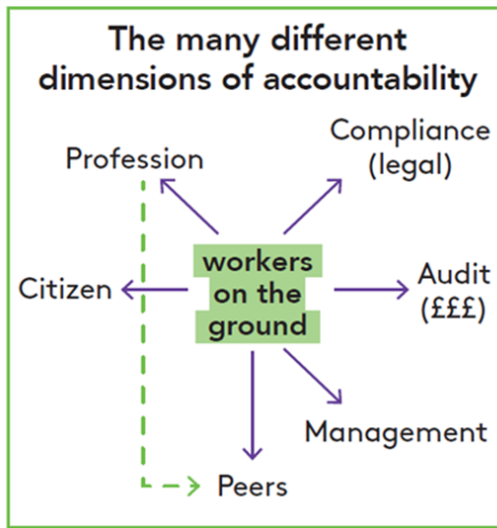 The many different
dimensions of accountability
Compliance
(legal)
Profession
workers
on the
ground
Citizen
Audit
(£££)
Management
Peers